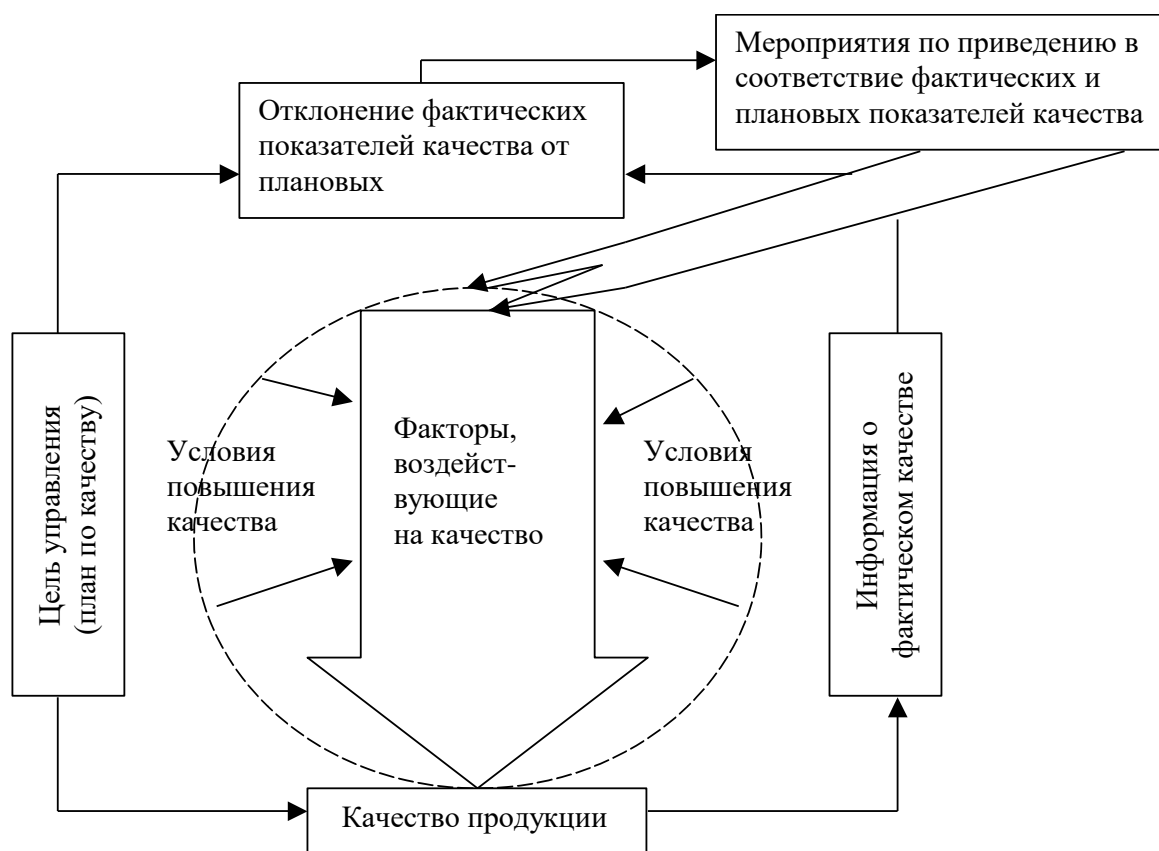 Мероприятия по приведению в
соответствие фактических и
плановых показателей качества
Отклонение фактических
показателей качества от
плановых
Цель управления
(план по качеству)
Условия
повышения
качества
Факторы,
воздейст-
вующие
на качество
Условия
повышения
качества
Информация о
фактическом качестве
Качество продукции